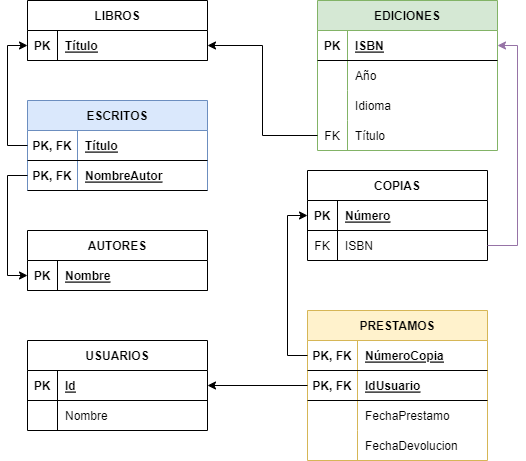 LIBROS
PK Título
EDICIONES
PK ISBN
Año
Idioma
FK Título
ESCRITOS
PK, FK Título
PK, FK NombreAutor
COPIAS
PK Número
FK ISBN
AUTORES
PK Nombre
PRESTAMOS
PK, FK NúmeroCopia
PK, FK IdUsuario
FechaPrestamo
FechaDevolucion
USUARIOS
PK Id
Nombre